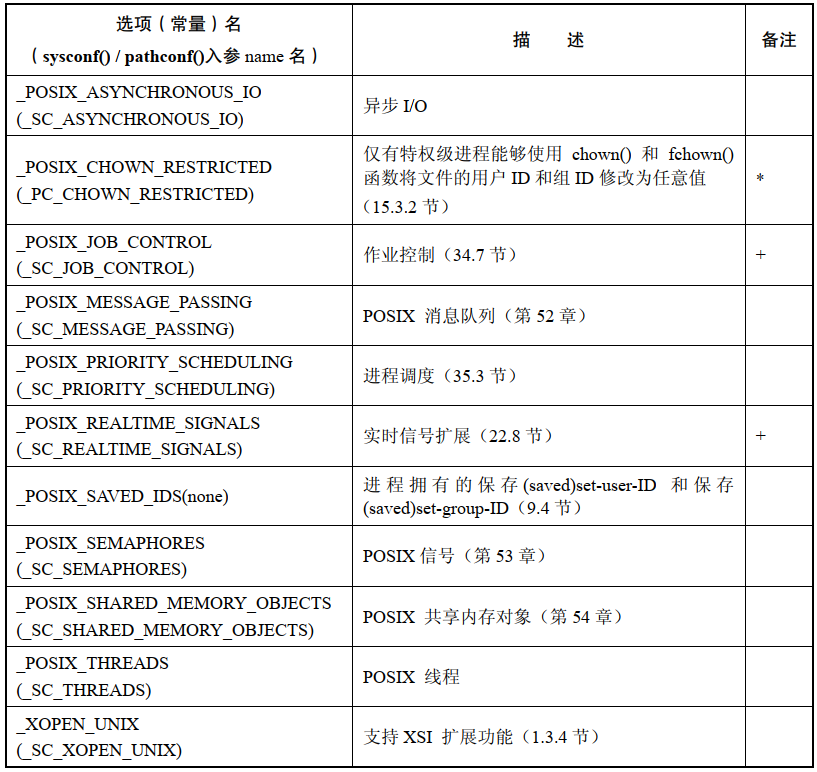 选项（常量）名
（sysconf() / pathconf()入参 name 名）
描 述
备注
_POSIX_ASYNCHRONOUS_IO
(_SC_ASYNCHRONOUS_IO)
异步 I/O
_POSIX_CHOWN_RESTRICTED
(_PC_CHOWN_RESTRICTED)
仅有特权级进程能够使用 chown() 和 fchown()
函数将文件的用户 ID 和组 ID 修改为任意值
（15.3.2 节）
*
_POSIX_JOB_CONTROL
(_SC_JOB_CONTROL)
作业控制（34.7 节）
+
_POSIX_MESSAGE_PASSING
(_SC_MESSAGE_PASSING)
POSIX 消息队列（第 52 章）
_POSIX_PRIORITY_SCHEDULING
(_SC_PRIORITY_SCHEDULING)
进程调度（35.3 节）
_POSIX_REALTIME_SIGNALS
(_SC_REALTIME_SIGNALS)
实时信号扩展（22.8 节）
+
_POSIX_SAVED_IDS(none)
进程拥有的保存(saved)set-user-ID 和保存
(saved)set-group-ID（9.4 节）
_POSIX_SEMAPHORES
(_SC_SEMAPHORES)
POSIX 信号（第 53 章）
_POSIX_SHARED_MEMORY_OBJECTS
(_SC_SHARED_MEMORY_OBJECTS)
POSIX 共享内存对象（第 54 章）
_POSIX_THREADS
(_SC_THREADS)
POSIX 线程
_XOPEN_UNIX
(_SC_XOPEN_UNIX)
支持 XSI 扩展功能（1.3.4 节）